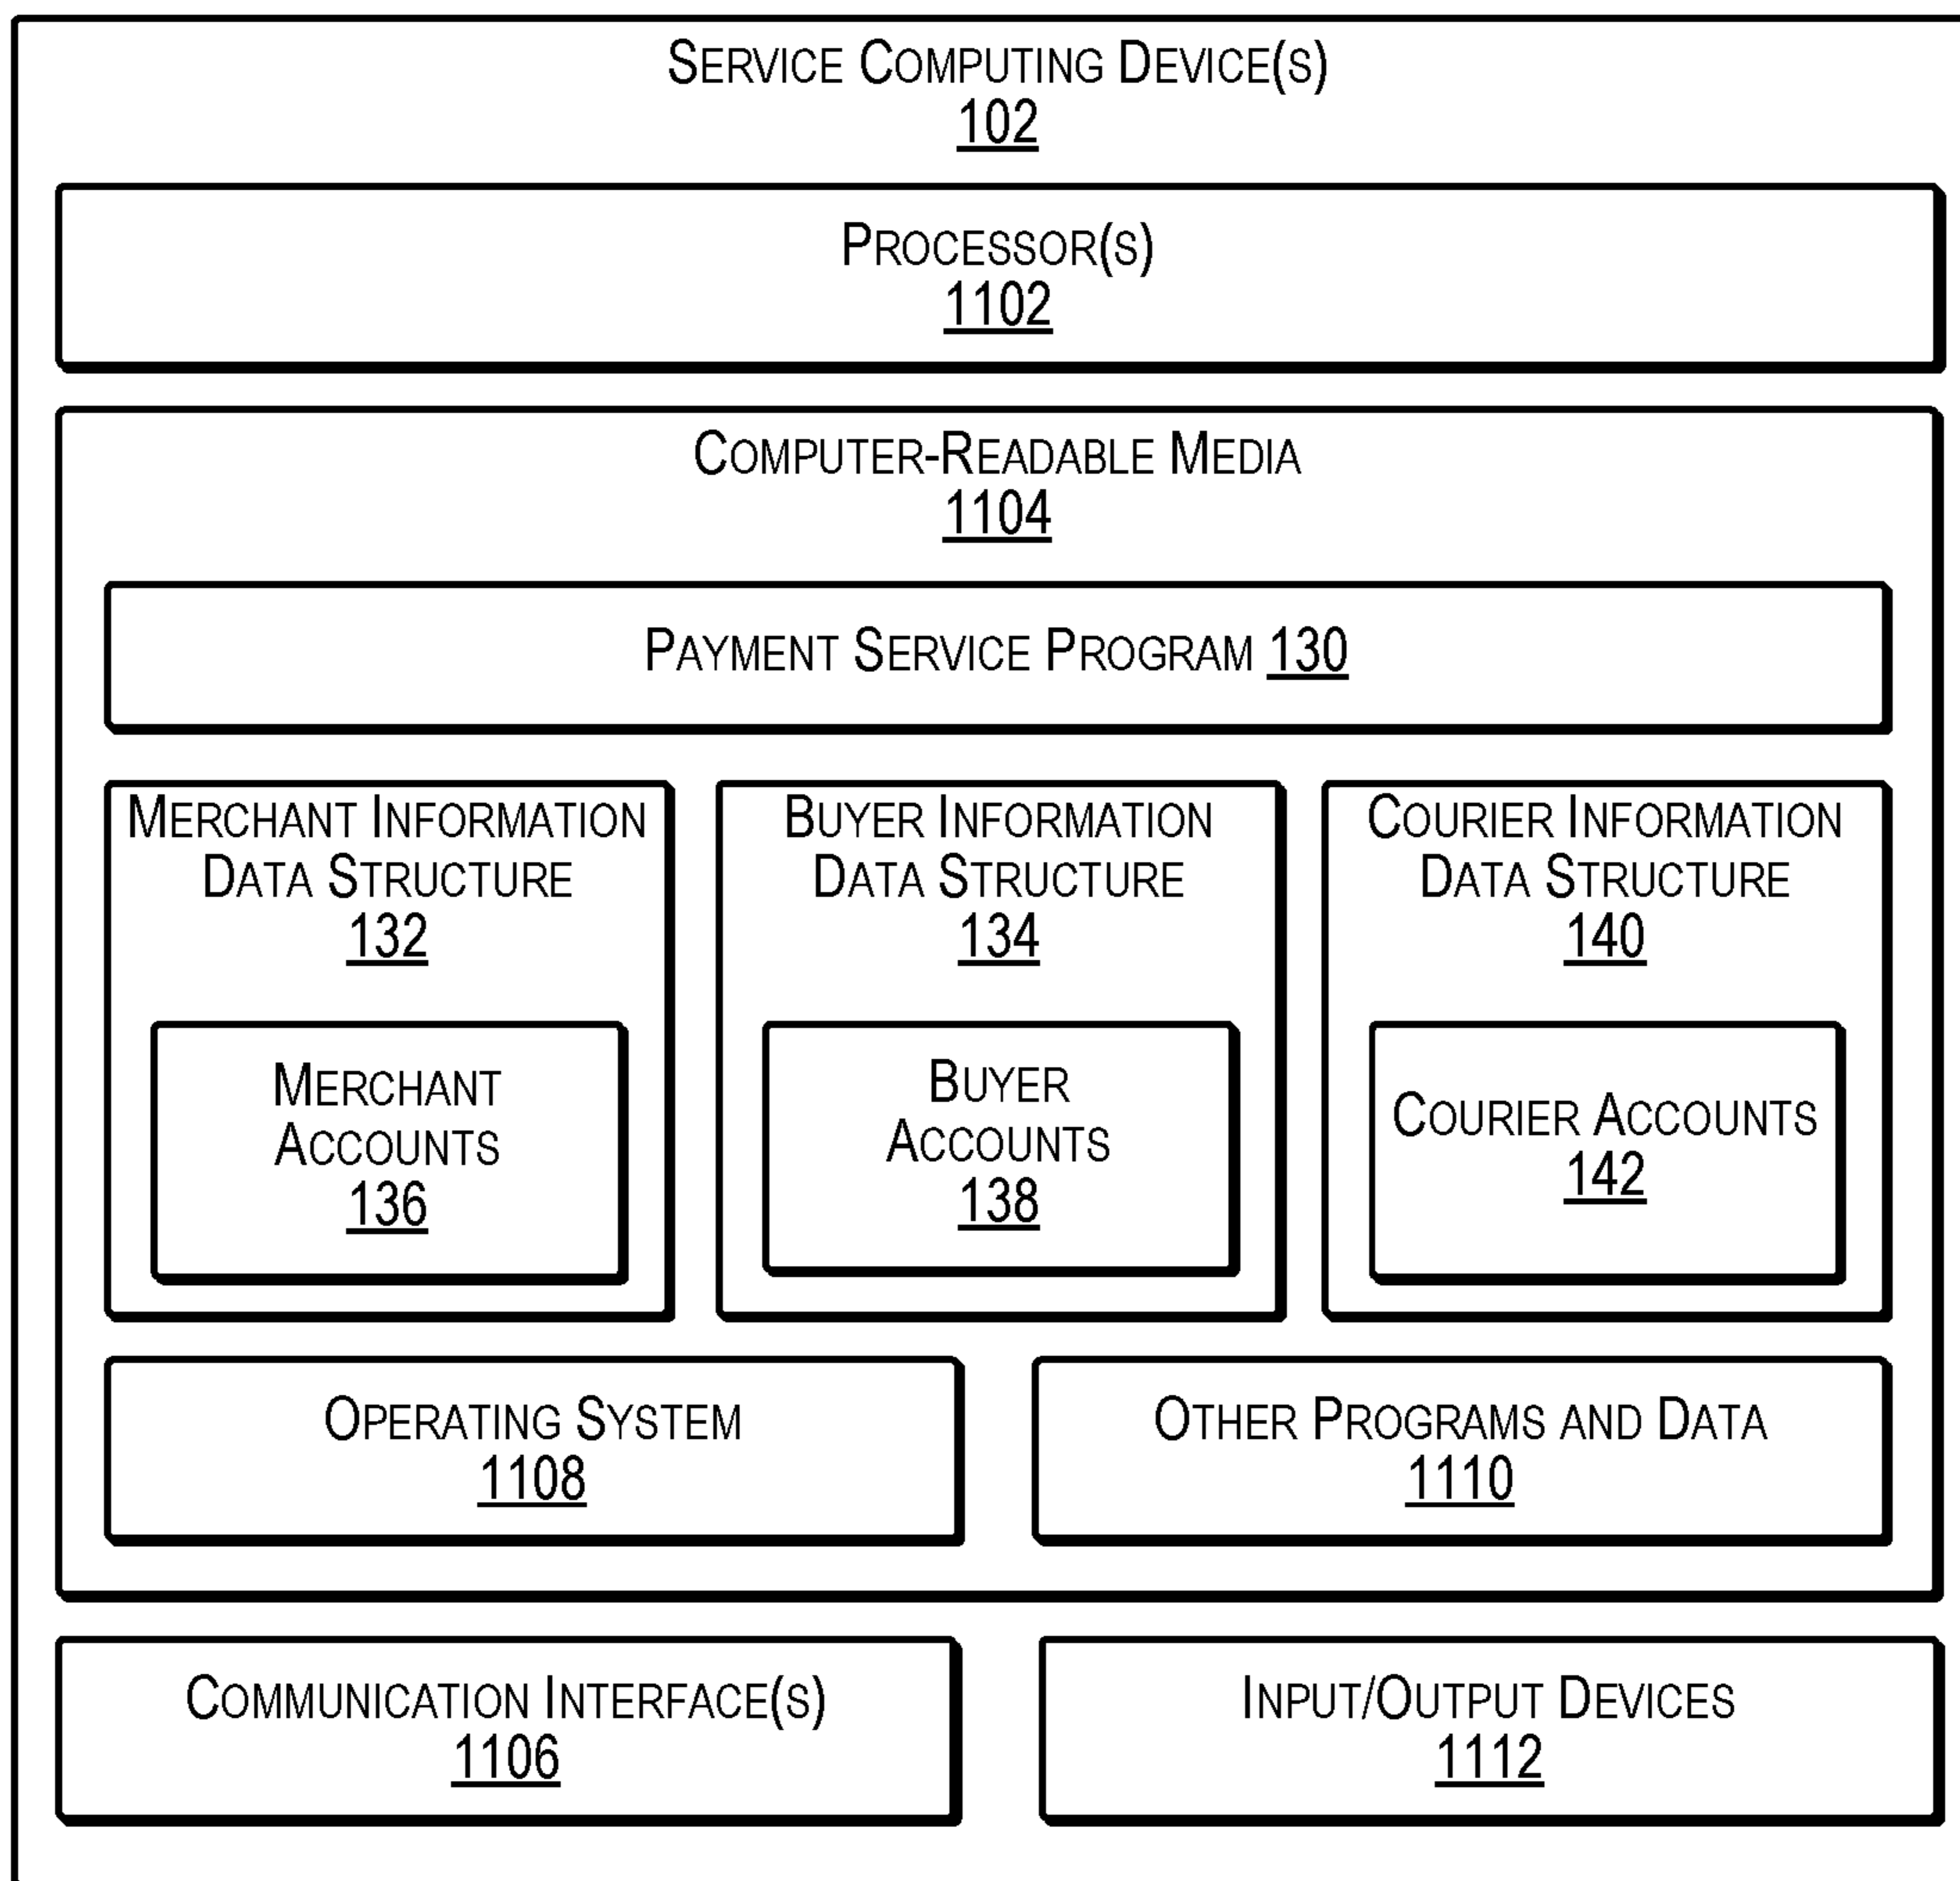 SERVICE COMPUTING DEVICE(S)
102
PROCESSOR(S)
1102
COMPUTER-READABLE MEDIA
1104
PAYMENT SERVICE PROGRAM 130
MERCHANT INFORMATION
DATA STRUCTURE
132
MERCHANT
ACCOUNTS
136
BUYER INFORMATION
DATA STRUCTURE
134
BUYER
ACCOUNTS
138
COURIER INFORMATION
DATA STRUCTURE
140
COURIER ACCOUNTS
142
OPERATING SYSTEM
1108
OTHER PROGRAMS AND DATA
1110
COMMUNICATION INTERFACE(S)
1106
INPUT/OUTPUT DEVICES
1112